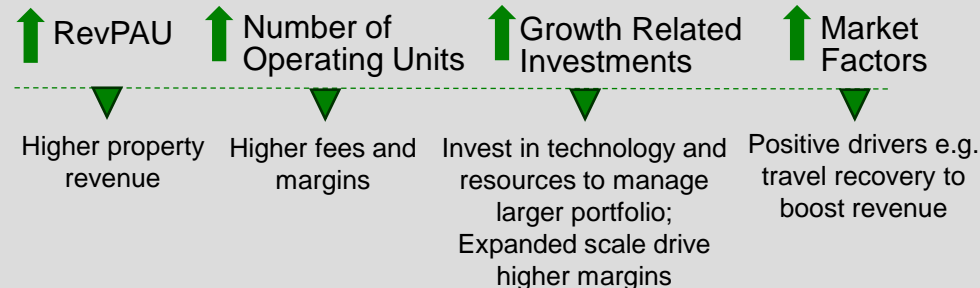 RevPAU
Number of
Operating Units
Growth Related
Investments
Market
Factors
Higher property
revenue
Higher fees and
margins
Invest in technology and
resources to manage
larger portfolio;
Expanded scale drive
higher margins
Positive drivers e.g.
travel recovery to
boost revenue